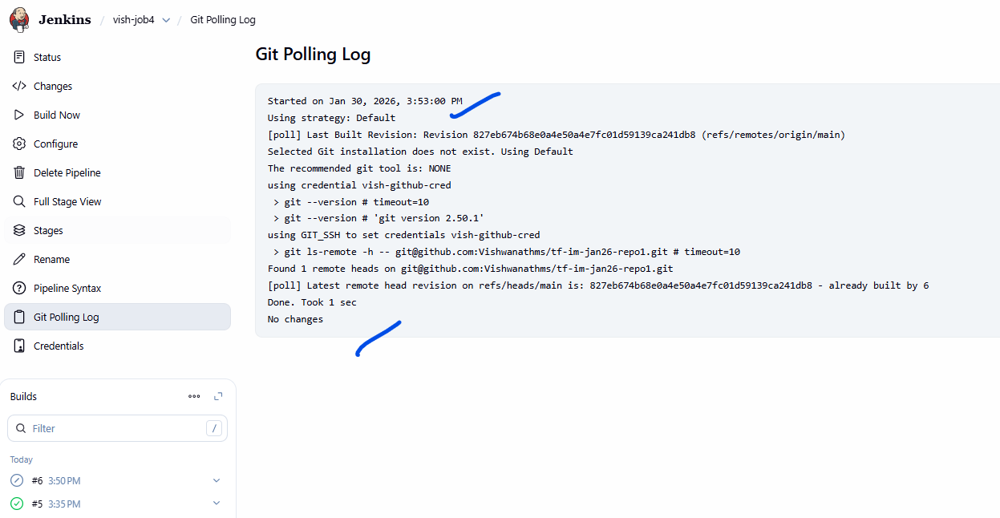 Jenkins / vish-job4 / Git Polling Log
Status
Changes
Build Now
Configure
Delete Pipeline
Full Stage View
Stages
Rename
Pipeline Syntax
Git Polling Log
Credentials
Builds
Filter /
Today
#6 3:50 PM
#5 3:35 PM
Git Polling Log
Started on Jan 30, 2026, 3:53:00 PM
Using strategy: Default
[poll] Last Built Revision: Revision 827eb674b68e0a4e50a4e7fc01d59139ca241db8 (refs/remotes/origin/main)
Selected Git installation does not exist. Using Default
The recommended git tool is: NONE
using credential vish-github-cred
> git --version # timeout=10
> git --version # 'git version 2.50.1'
using GIT_SSH to set credentials vish-github-cred
> git ls-remote -h -- git@github.com:Vishwanathms/tf-im-jan26-repo1.git # timeout=10
Found 1 remote heads on git@github.com:Vishwanathms/tf-im-jan26-repo1.git
[poll] Latest remote head revision on refs/heads/main is: 827eb674b68e0a4e50a4e7fc01d59139ca241db8 - already built by 6
Done. Took 1 sec
No changes